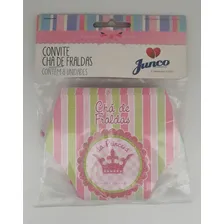 CONVITE
CHÁ DE FRALDAS
CONTÉM 8 UNIDADES
Junco
Chá de
Fraldas